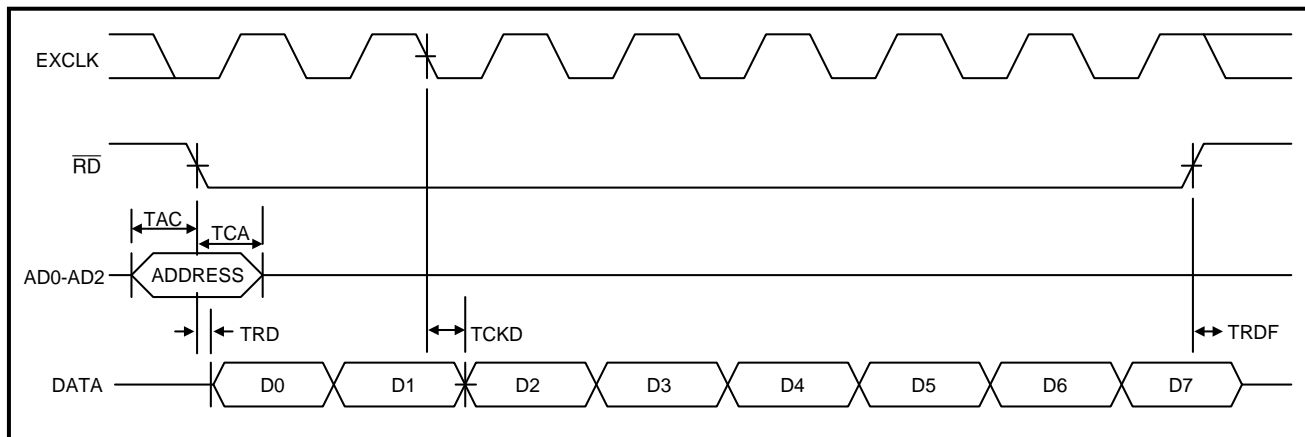 EXCLK
RD
TAC
TCA
AD0-AD2
ADDRESS
TRD
TCKD
TRDF
DATA
D0
D1
D2
D3
D4
D5
D6
D7